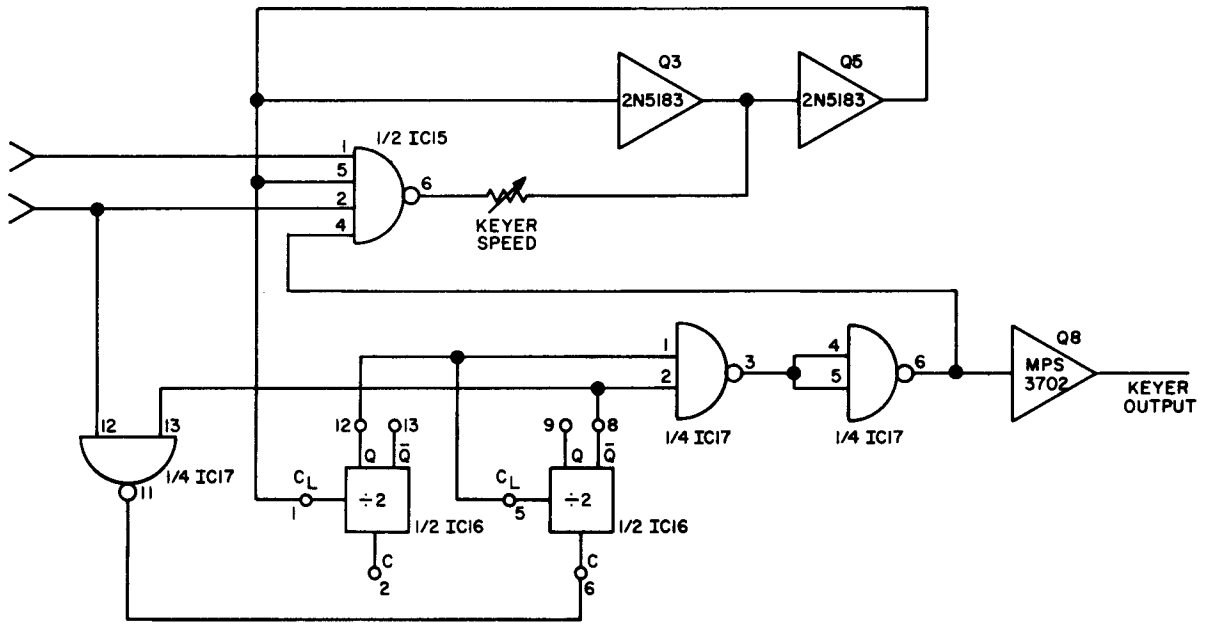 Q3
Q5
2N5183
2N5183
1/2 IC15
1
5
2
4
6
KEYER
SPEED
Q8
MPS
3702
KEYER
OUTPUT
1
2
3
4
5
6
1/4 IC17
1/4 IC17
12
13
1/4 IC17
11
12
13
Q
Q̅
CL
1
÷2
1/2 IC16
C
2
9
8
Q
Q̅
CL
5
÷2
1/2 IC16
C
6